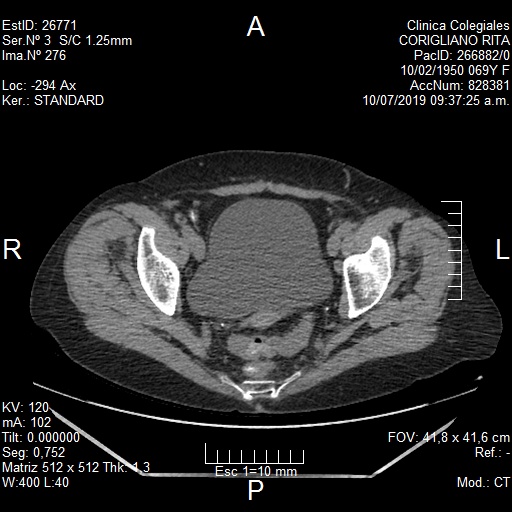 EstID: 26771
Ser.Nº 3 S/C 1.25mm
Ima.Nº 276
Loc: -294 Ax
Ker.: STANDARD
A
Clinica Colegiales
CORIGLIANO RITA
PacID: 266882/0
10/02/1950 069Y F
AccNum: 828381
10/07/2019 09:37:25 a.m.
R
L
KV: 120
mA: 102
Tilt: 0.000000
Seg: 0,752
Matriz 512 x 512 Thk: 1.3
W:400 L:40
Esc 1=10 mm
P
FOV: 41,8 x 41,6 cm
Ref.: -
Mod.: CT